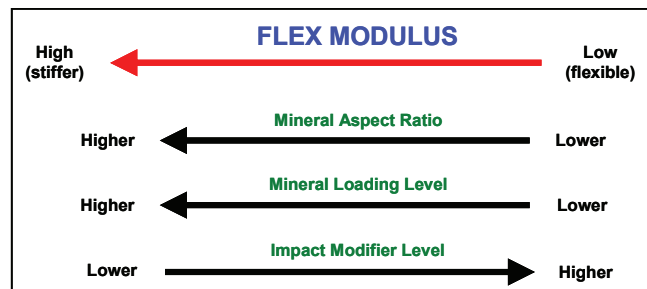 FLEX MODULUS
High
(stiffer)
Low
(flexible)
Mineral Aspect Ratio
Higher
Lower
Mineral Loading Level
Higher
Lower
Impact Modifier Level
Lower
Higher